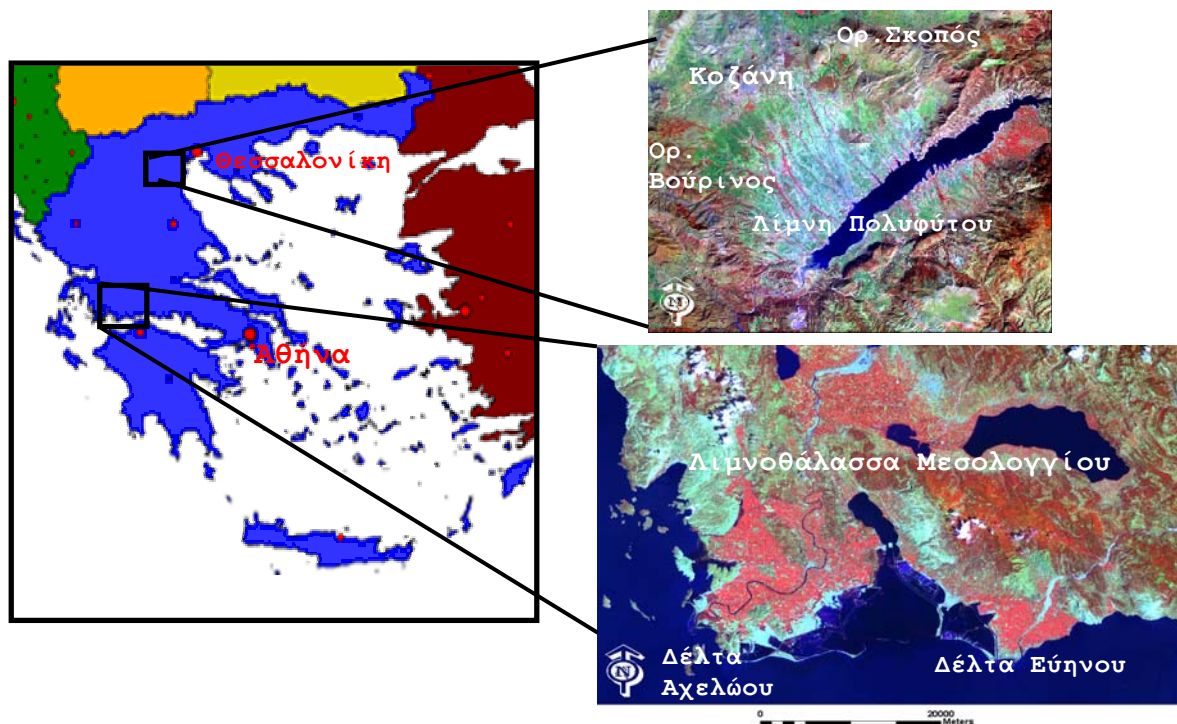 Θεσσαλονίκη
Αθήνα
Ορ.Σκοπός
Κοζάνη
Ορ.
Βούρινος
Λίμνη Πολυφύτου
N
Λιμνοθάλασσα Μεσολογγίου
Δέλτα
Αχελώου
Δέλτα Εύηνου
N
0 20000
Meters